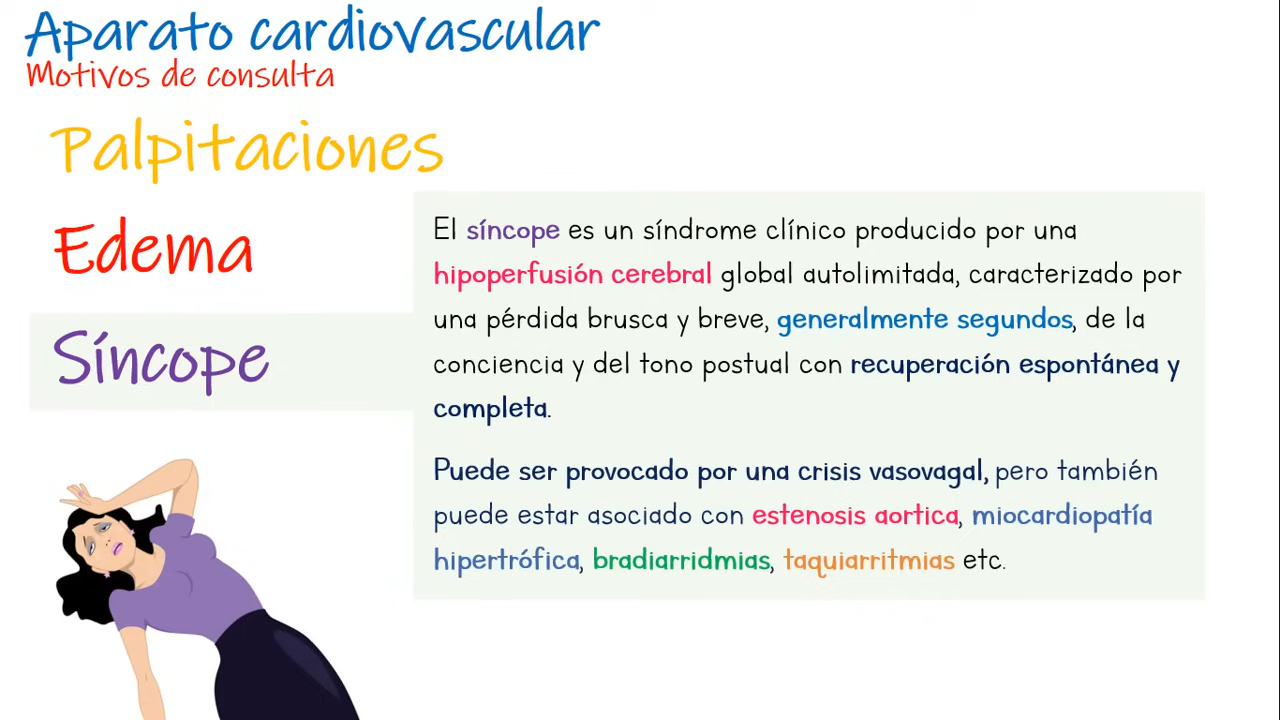 Aparato cardiovascular
Motivos de consulta
Palpitaciones
Edema
Síncope
El síncope es un síndrome clínico producido por una
hipoperfusión cerebral global autolimitada, caracterizado por
una pérdida brusca y breve, generalmente segundos, de la
conciencia y del tono postual con recuperación espontánea y
completa.
Puede ser provocado por una crisis vasovagal, pero también
puede estar asociado con estenosis aortica, miocardiopatía
hipertrófica, bradiarridmias, taquiarritmias etc.